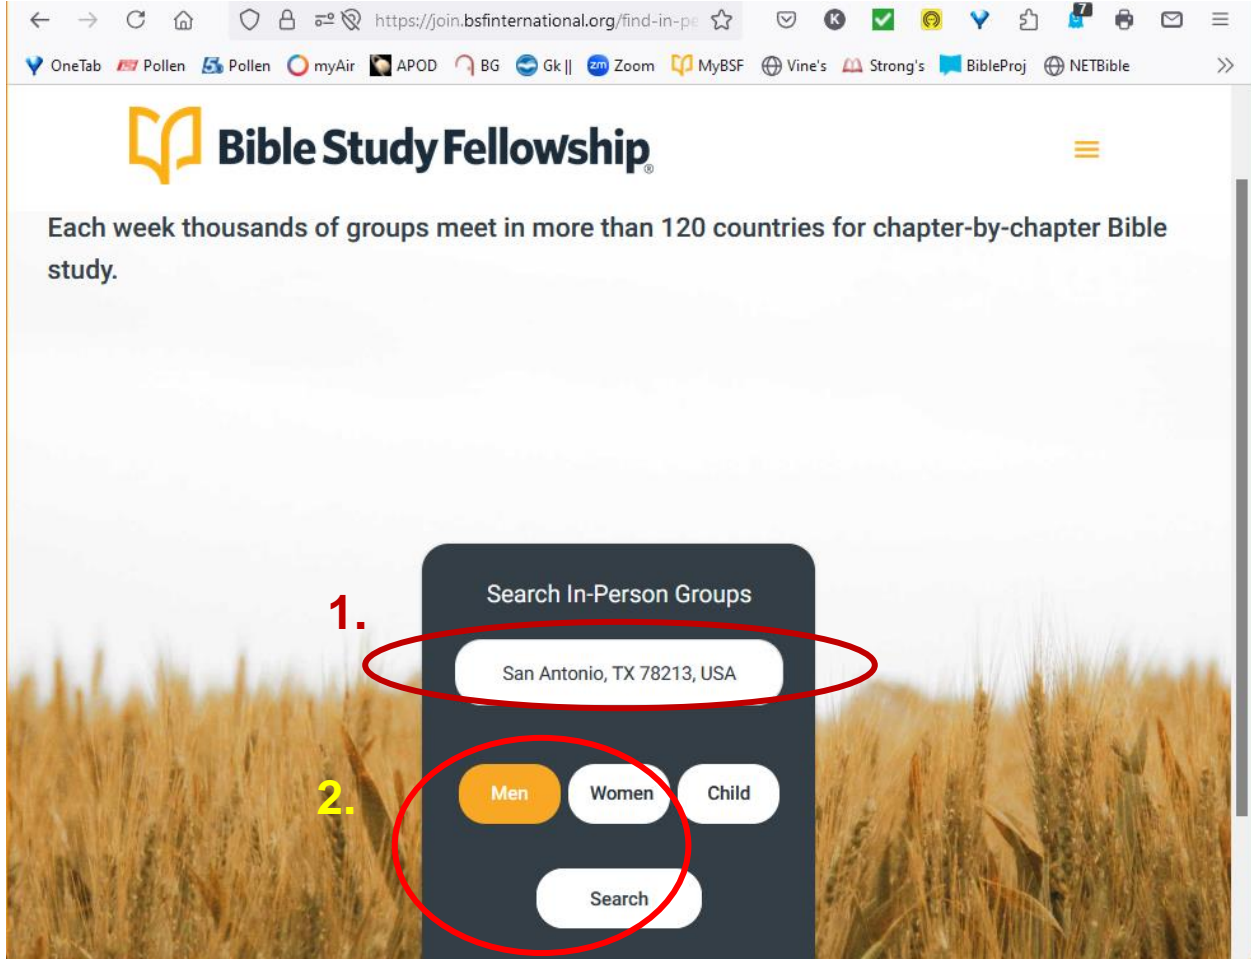 https://join.bsfinternational.org/find-in-pe
K
7
OneTab Pollen Pollen myAir APOD BG Gk || zm Zoom MyBSF Vine's Strong's BibleProj NETBible
Bible Study Fellowship®
Each week thousands of groups meet in more than 120 countries for chapter-by-chapter Bible
study.
Search In-Person Groups
1.
San Antonio, TX 78213, USA
2.
Men Women Child
Search